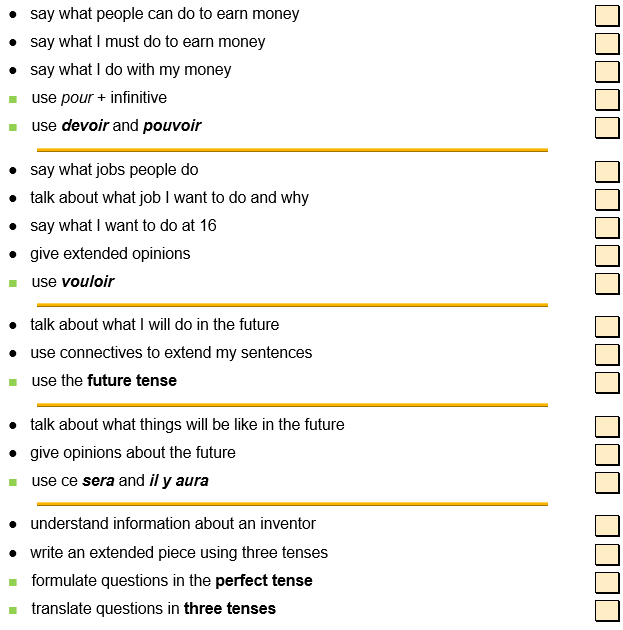 say what people can do to earn money
say what I must do to earn money
say what I do with my money
use pour + infinitive
use devoir and pouvoir
say what jobs people do
talk about what job I want to do and why
say what I want to do at 16
give extended opinions
use vouloir
talk about what I will do in the future
use connectives to extend my sentences
use the future tense
talk about what things will be like in the future
give opinions about the future
use ce sera and il y aura
understand information about an inventor
write an extended piece using three tenses
formulate questions in the perfect tense
translate questions in three tenses